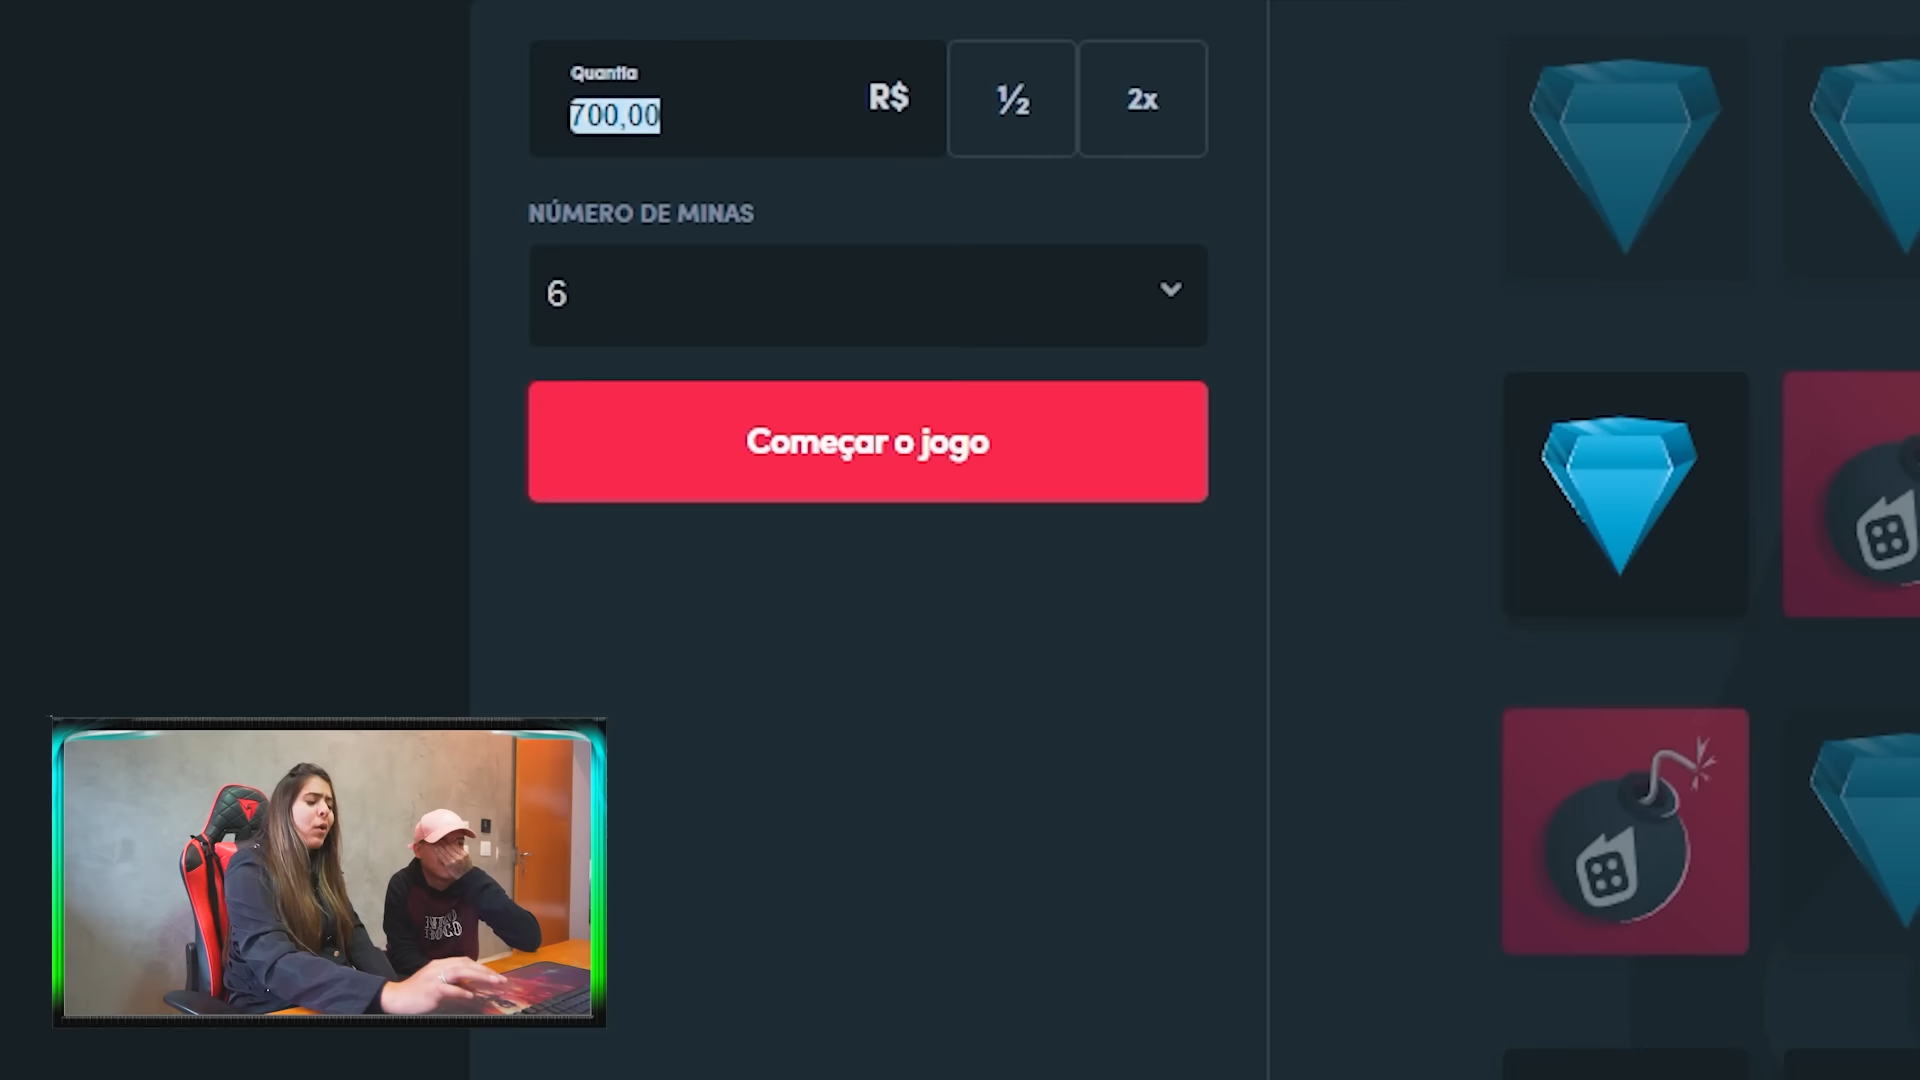 Quantia
700,00
R$
½
2x
NÚMERO DE MINAS
6
Começar o jogo